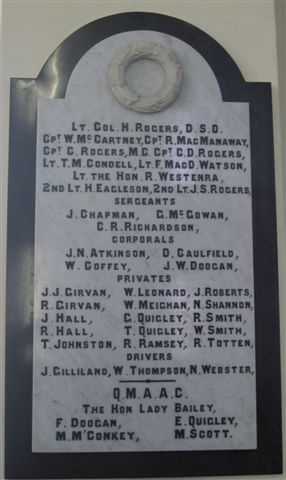 Lt. Col. H. Rogers, D.S.O.
Cpt W. McCartney, Cpt R. MacManaway,
Cpt C. Rogers, M.C. Cpt C.D. Rogers,
Lt. T.M. Condell, Lt. F. MacD. Watson,
Lt. the Hon. R. Westenra,
2nd Lt. H. Eagleson, 2nd Lt. J.S. Rogers,
Sergeants
J. Chapman, G. McGowan,
C.R. Richardson,
Corporals
J.N. Atkinson, D. Caulfield,
W. Coffey, J.W. Doogan,
Privates
J.J. Girvan, W. Leonard, J. Roberts,
R. Girvan, W. Meighan, N. Shannon,
J. Hall, C. Quigley, R. Smith,
R. Hall, T. Quigley, W. Smith,
T. Johnston, R. Ramsey, R. Totten,
Drivers
J. Gilliland, W. Thompson, N. Webster,
Q.M.A.A.C.
The Hon Lady Bailey,
F. Doogan, E. Quigley,
M. M'Conkey, M. Scott.